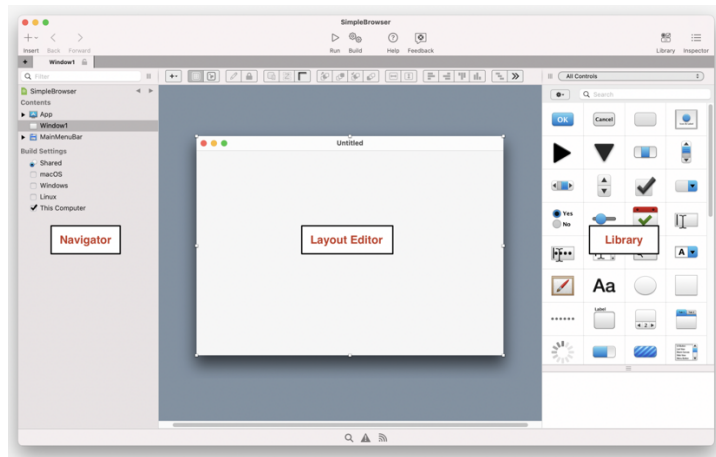 SimpleBrowser
Insert Back Forward
Run Build Help Feedback
Library Inspector
Window1
Filter
All Controls
SimpleBrowser
Contents
App
Window1
MainMenuBar
Build Settings
Shared
macOS
Windows
Linux
This Computer
Navigator
Untitled
Layout Editor
Search
OK
Cancel
Yes
No
Library
A
Aa
Label
2